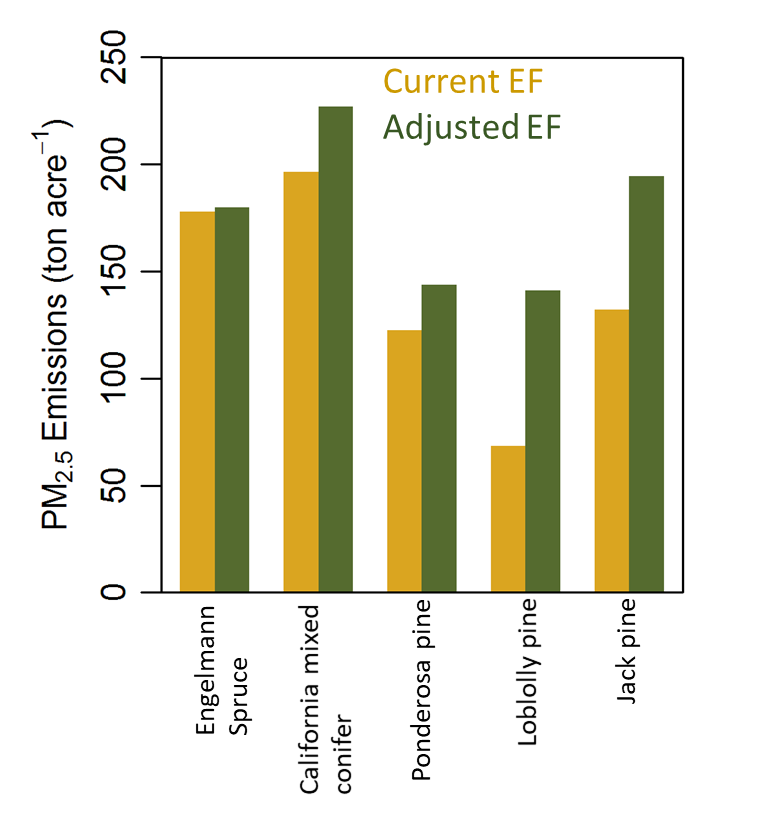 Current EF
Adjusted EF
PM2.5 Emissions (ton acre−1)
250
200
150
100
50
0
Engelmann
Spruce
California mixed
conifer
Ponderosa pine
Loblolly pine
Jack pine